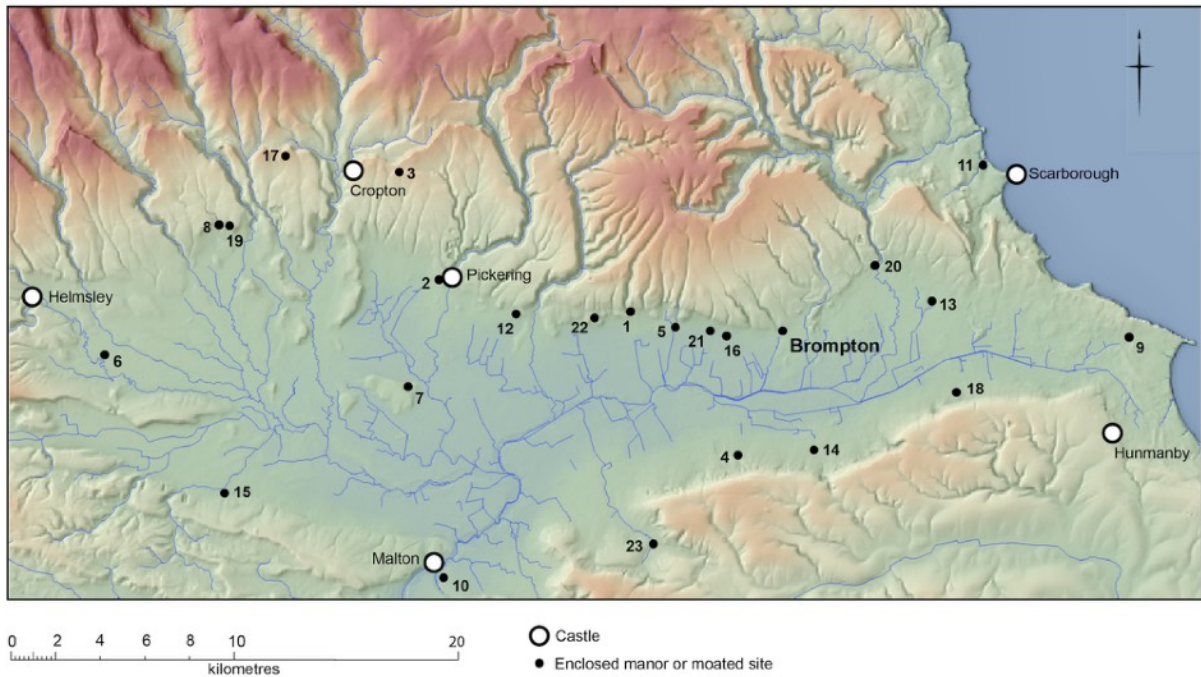 17
3
Cropton
11
Scarborough
8
19
20
2
Pickering
Helmsley
13
12
22
1
5
21
16
Brompton
9
6
7
18
4
14
Hunmanby
15
23
Malton
10
0 2 4 6 8 10 20
kilometres
Castle
Enclosed manor or moated site